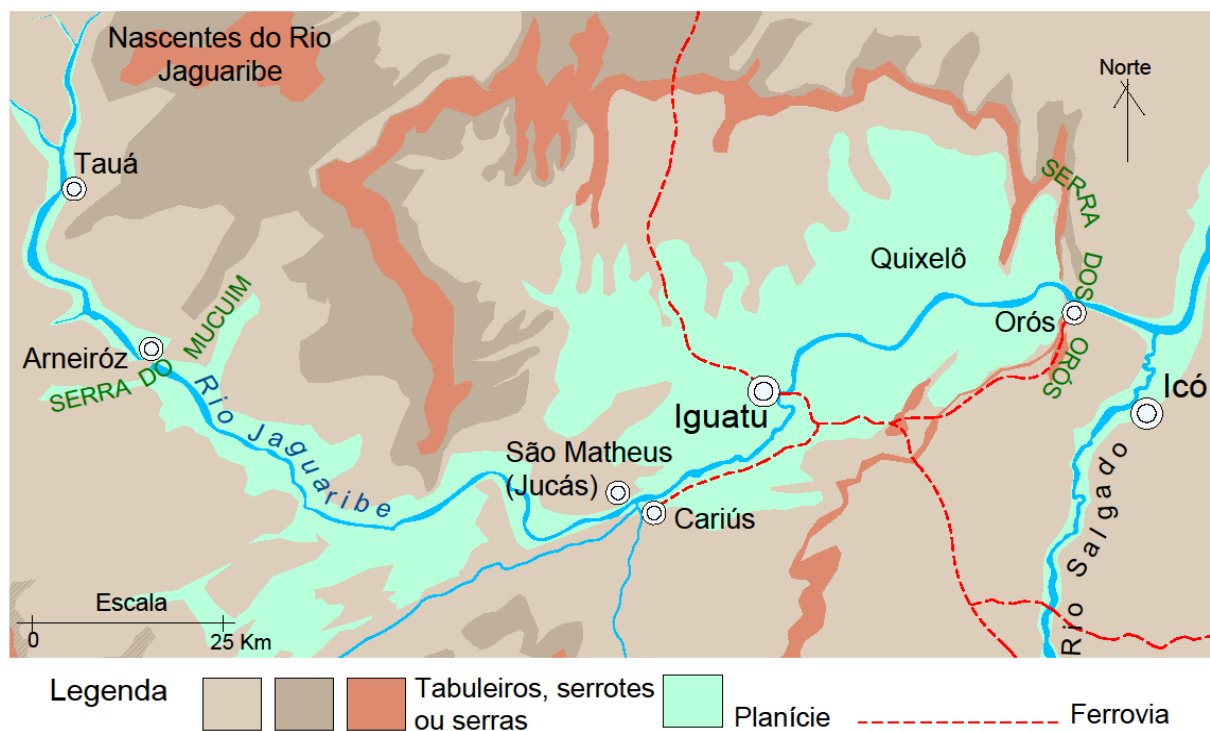 Nascentes do Rio
Jaguaribe
Norte
Tauá
SERRA DOS ORÓS
Quixelô
Orós
Arneiróz
SERRA DO MUCUIM
Rio Jaguaribe
Iguatu
Icó
São Matheus
(Jucás)
Cariús
Rio Salgado
Escala
0
25 Km
Legenda
Tabuleiros, serrotes
ou serras
Planície
Ferrovia